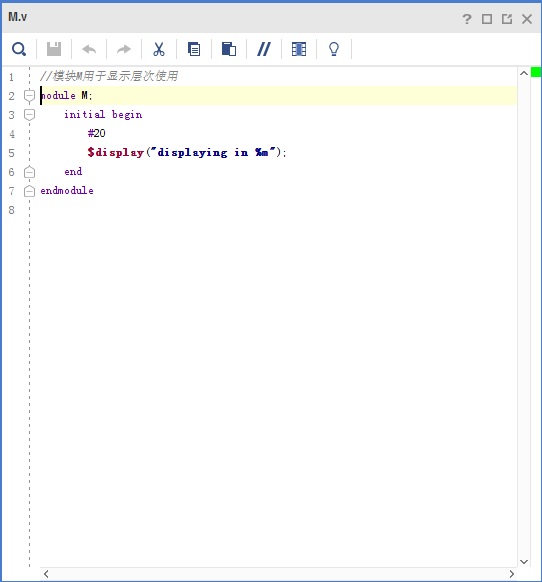 M.v
1 //模块M用于显示层次使用
2 module M;
3 initial begin
4 #20
5 $display("displaying in %m");
6 end
7 endmodule
8